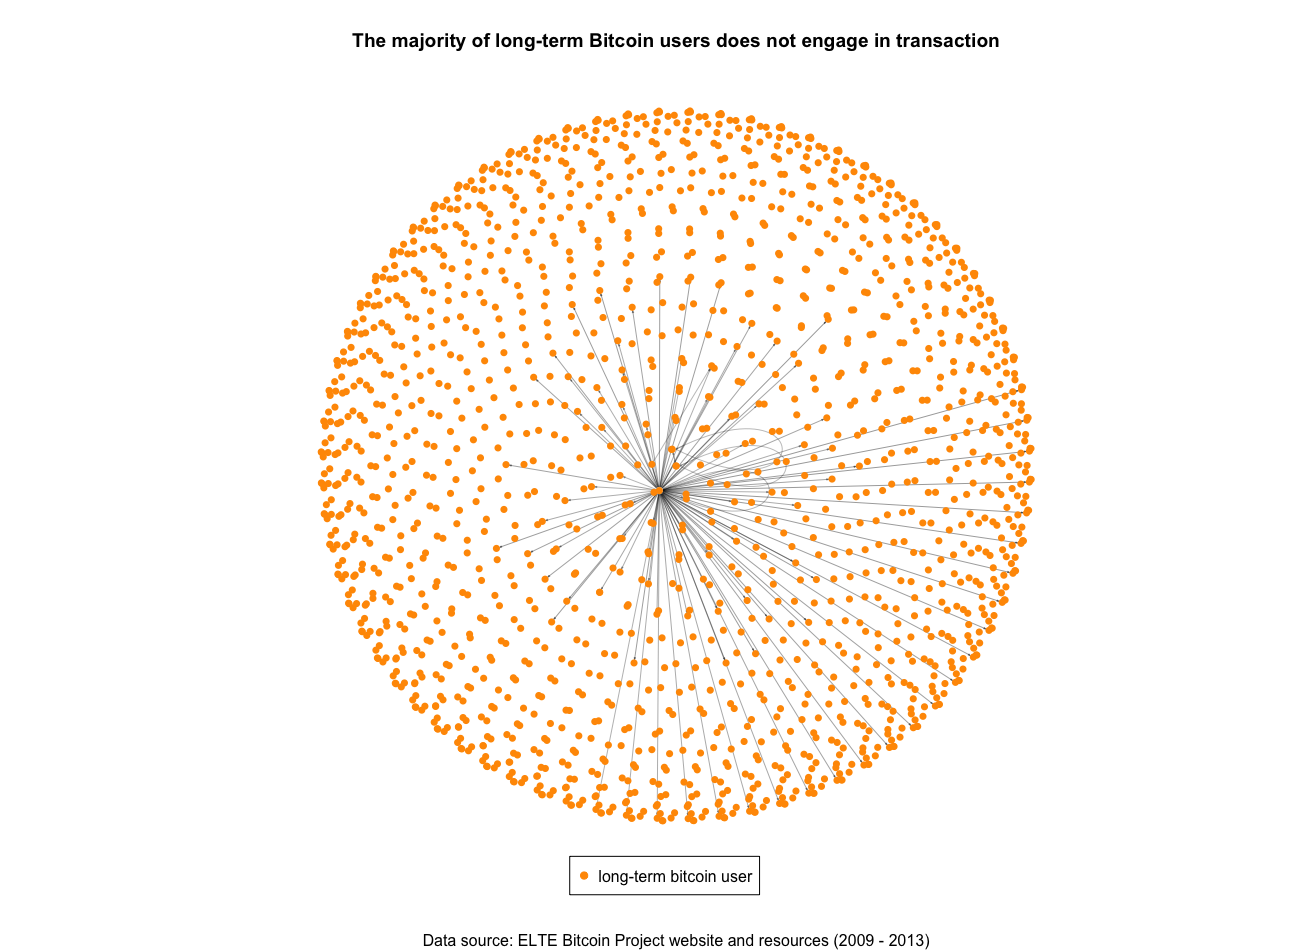 The majority of long-term Bitcoin users does not engage in transaction
long-term bitcoin user
Data source: ELTE Bitcoin Project website and resources (2009 - 2013)